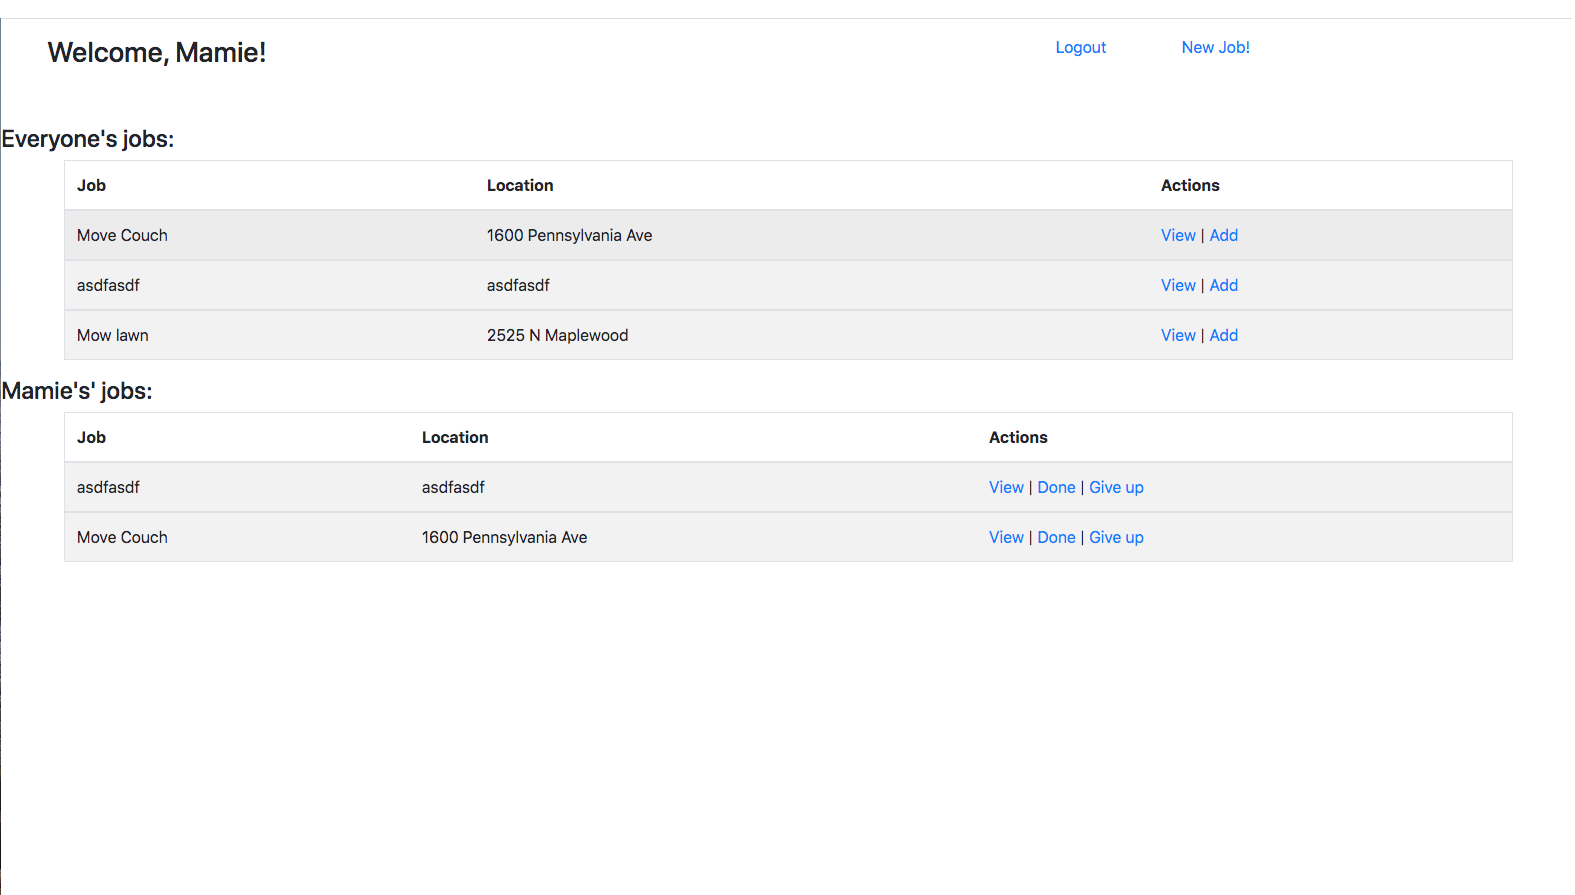 Welcome, Mamie! Logout New Job!
Everyone's jobs:
Job Location Actions
Move Couch 1600 Pennsylvania Ave View | Add
asdfasdf asdfasdf View | Add
Mow lawn 2525 N Maplewood View | Add
Mamie's' jobs:
Job Location Actions
asdfasdf asdfasdf View | Done | Give up
Move Couch 1600 Pennsylvania Ave View | Done | Give up